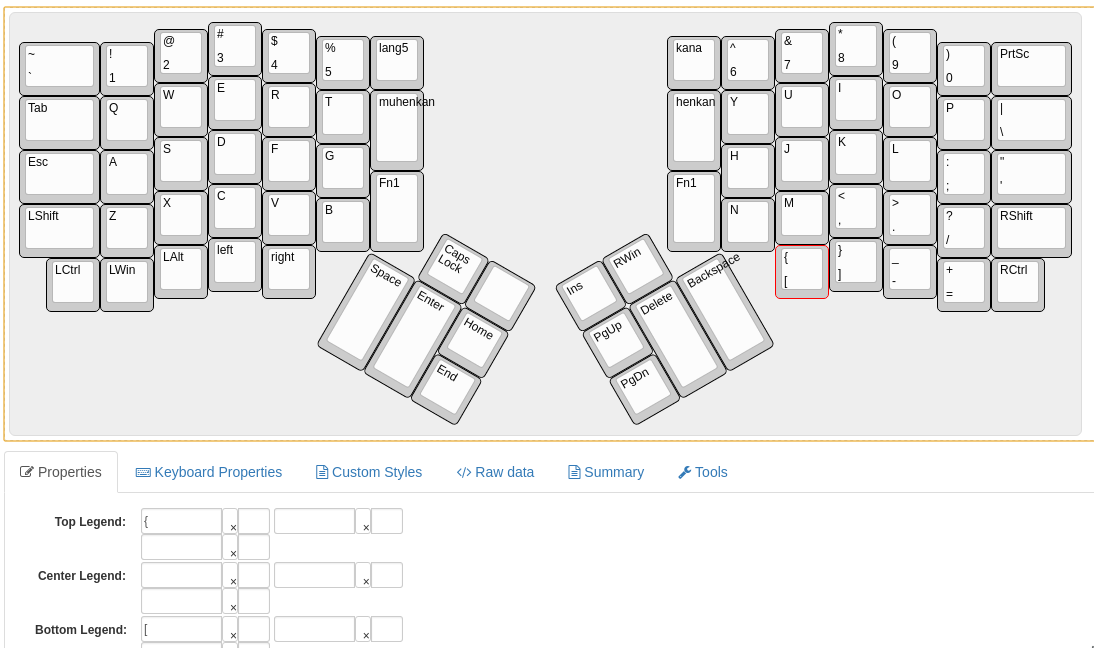 ~ ! @ # $ % lang5 kana ^ & * ( ) PrtSc
` 1 2 3 4 5 6 7 8 9 0
Tab Q W E R T muhenkan henkan Y U I O P |
\
Esc A S D F G H J K L : "
; '
LShift Z X C V B Fn1 Fn1 N M < > ? RShift
, . /
LCtrl LWin LAlt left right { } _ + RCtrl
[ ] - =
Caps
Lock
RWin
Space Enter Home End
Ins PgUp PgDn Delete Backspace
Properties Keyboard Properties Custom Styles </> Raw data Summary Tools
Top Legend: { × ×
×
Center Legend: × ×
×
Bottom Legend: [ × ×